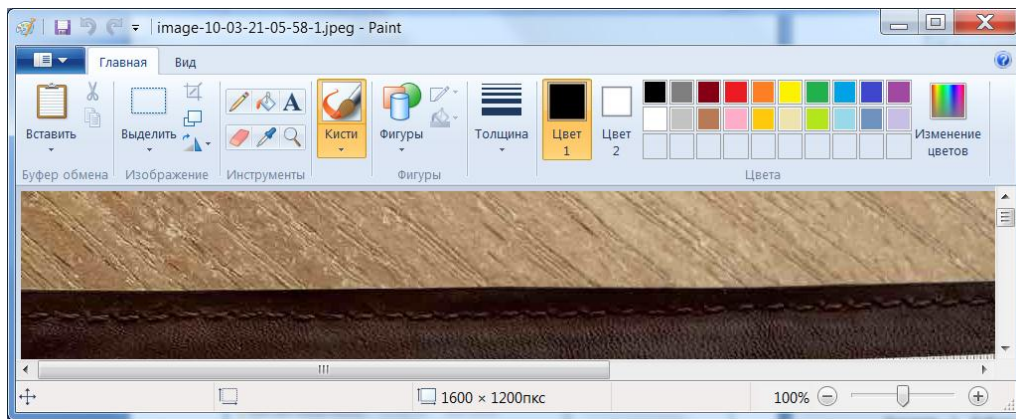 image-10-03-21-05-58-1.jpeg - Paint
Главная Вид
Вставить
Выделить
A
Кисти
Фигуры
Толщина
Цвет 1
Цвет 2
Изменение цветов
Буфер обмена Изображение Инструменты Фигуры Цвета
1600 × 1200пкс 100%